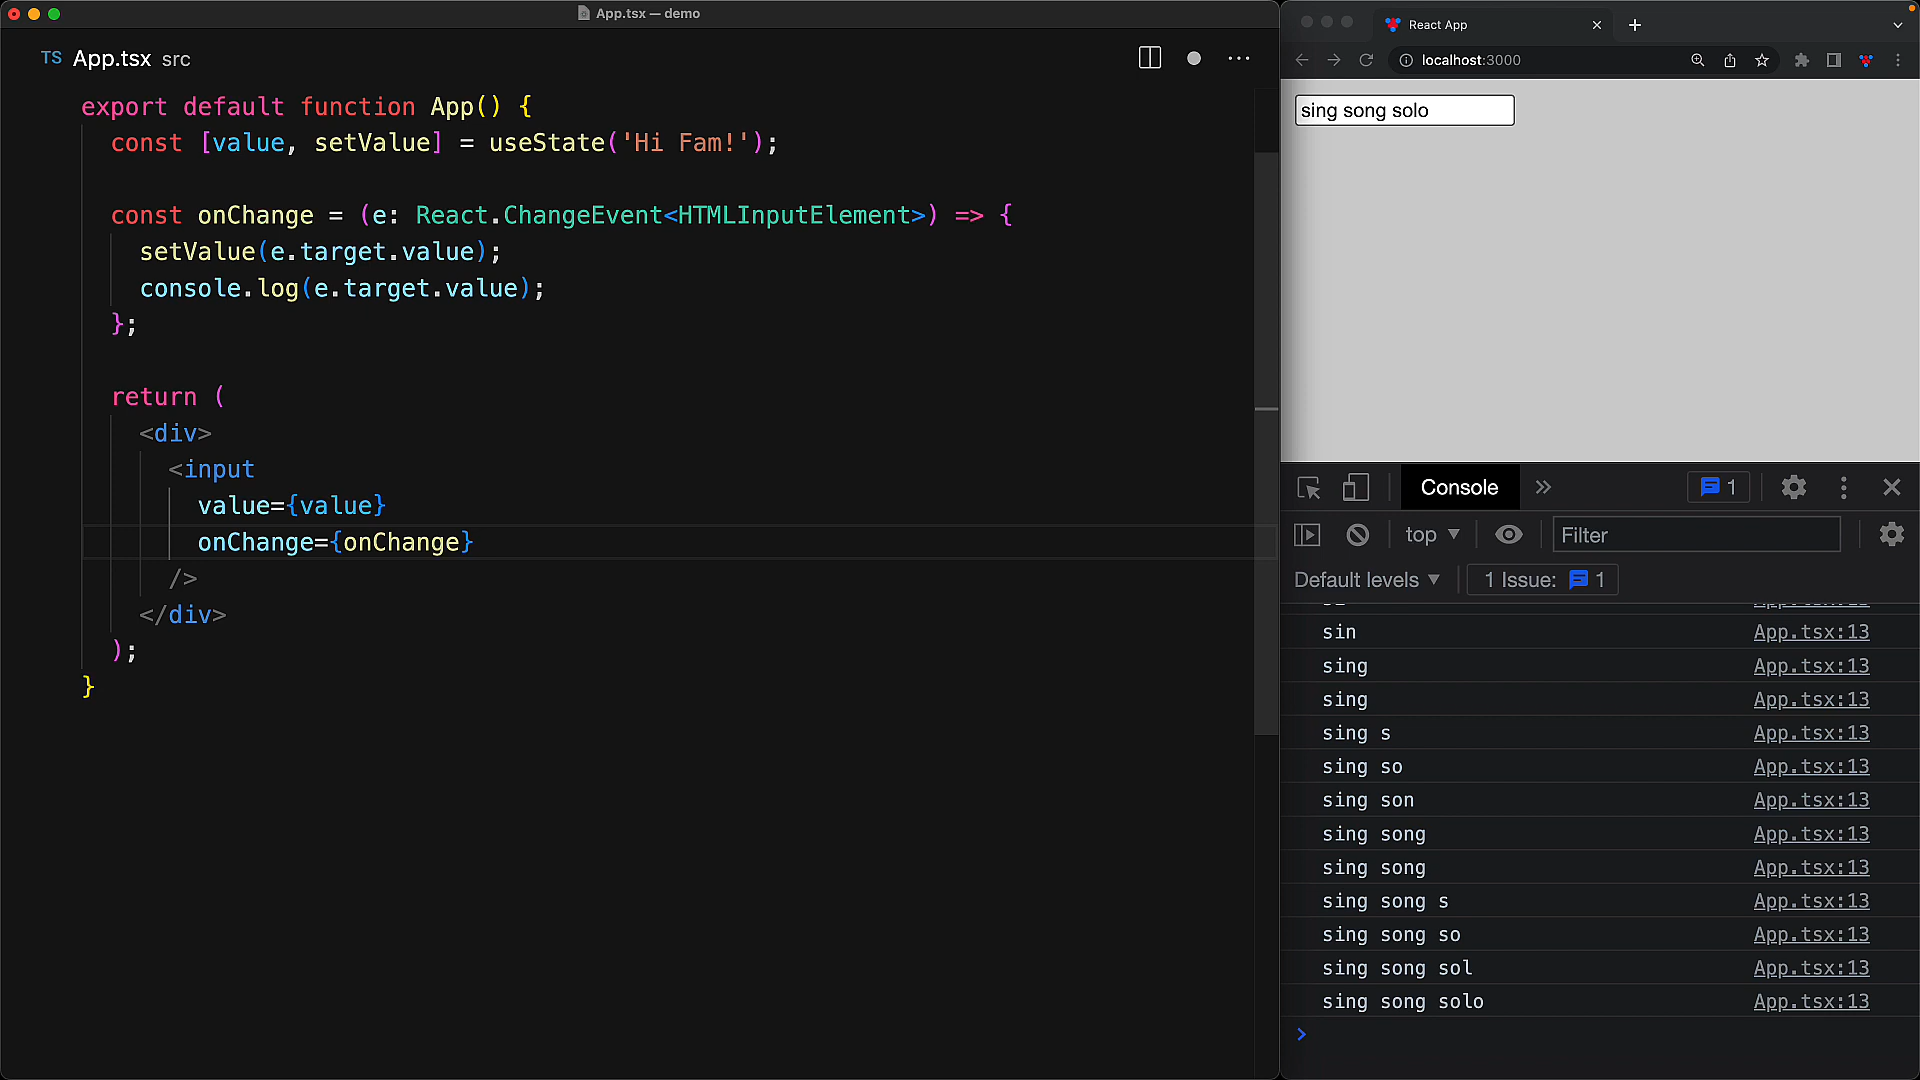 App.tsx — demo
TS App.tsx src
export default function App() {
const [value, setValue] = useState('Hi Fam!');
const onChange = (e: React.ChangeEvent<HTMLInputElement>) => {
setValue(e.target.value);
console.log(e.target.value);
};
return (
<div>
<input
value={value}
onChange={onChange}
/>
</div>
);
}
React App
localhost:3000
sing song solo
Console
1
top
Filter
Default levels
1 Issue: 1
sin App.tsx:13
sing App.tsx:13
sing App.tsx:13
sing s App.tsx:13
sing so App.tsx:13
sing son App.tsx:13
sing song App.tsx:13
sing song App.tsx:13
sing song s App.tsx:13
sing song so App.tsx:13
sing song sol App.tsx:13
sing song solo App.tsx:13